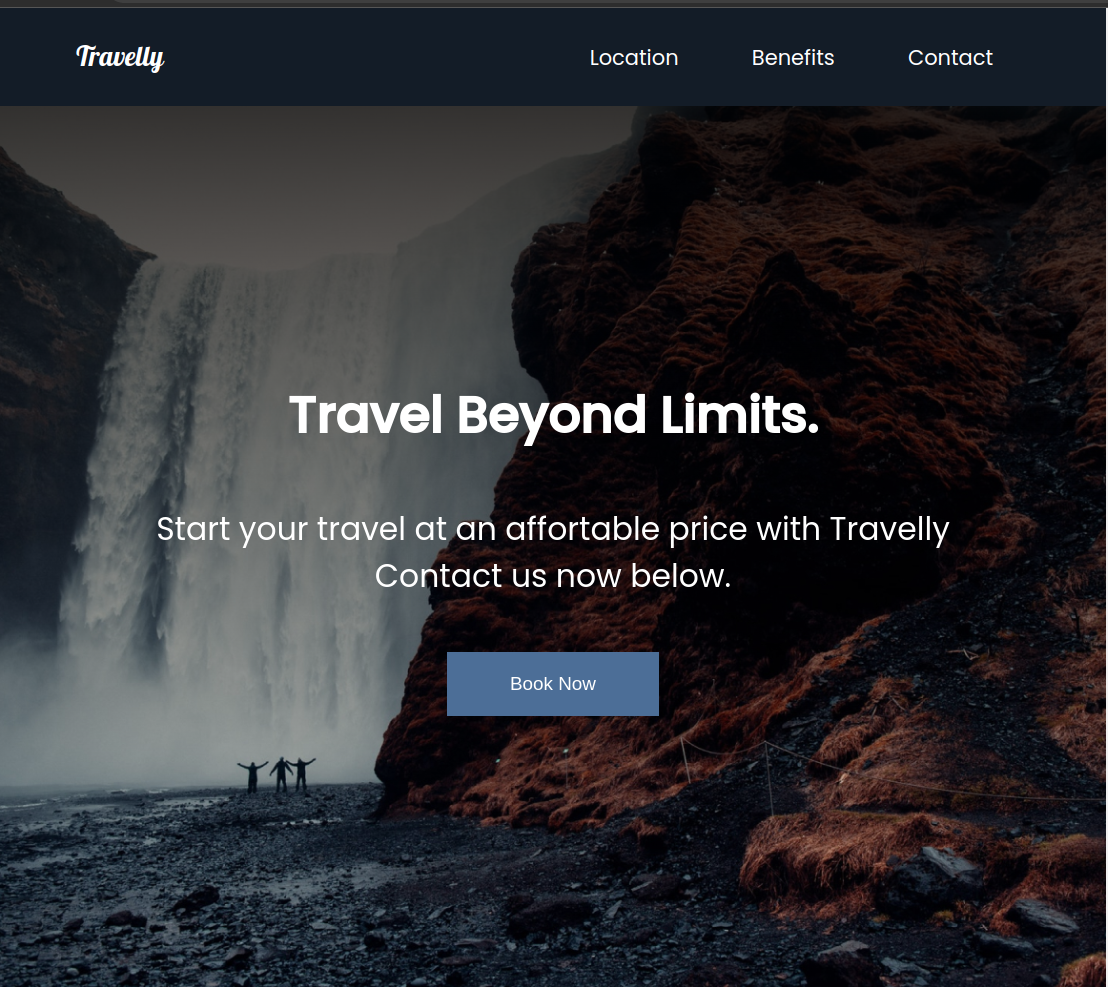 Travelly
Location
Benefits
Contact
Travel Beyond Limits.
Start your travel at an affortable price with Travelly
Contact us now below.
Book Now